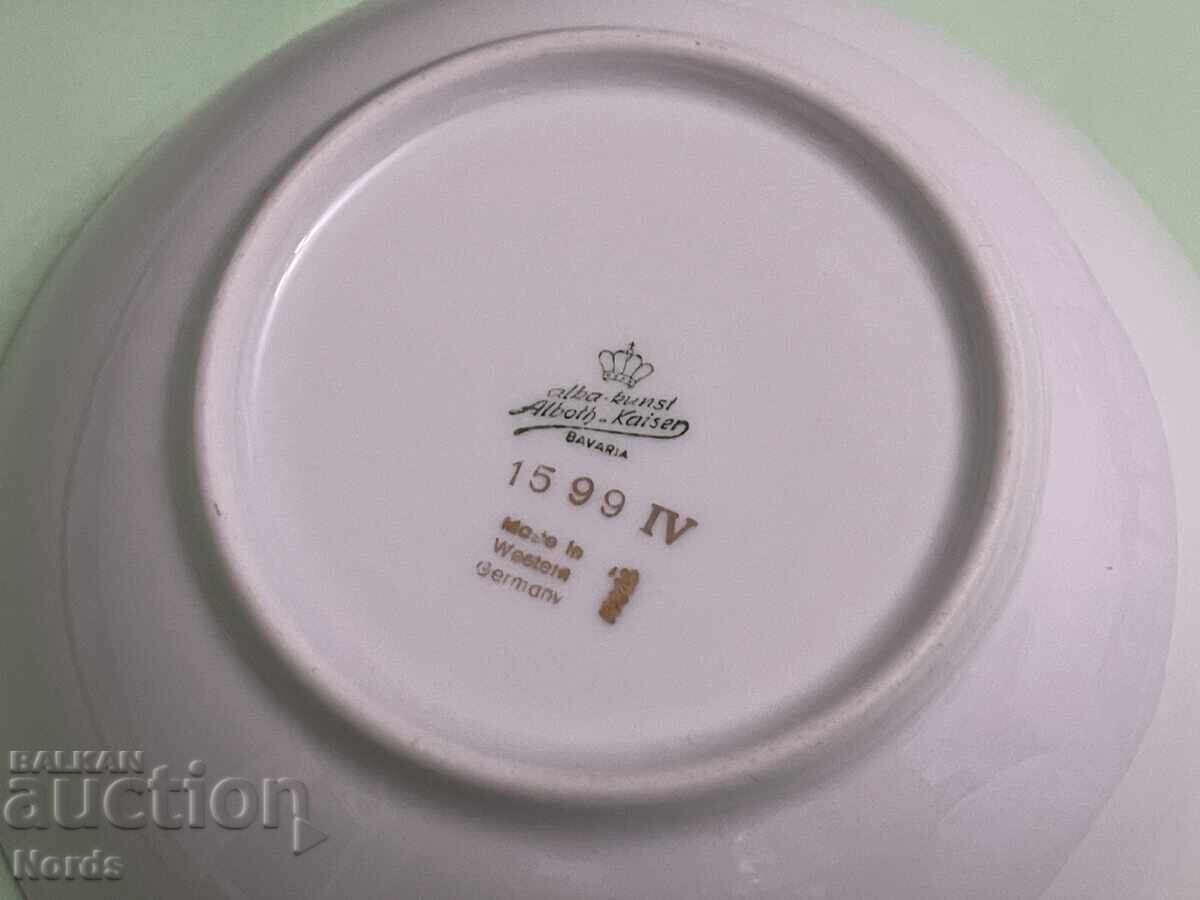 alba-kunst
Alboth-Kaiser
BAVARIA
1599 IV
Made in
Western
Germany
BALKAN
auction
Nords